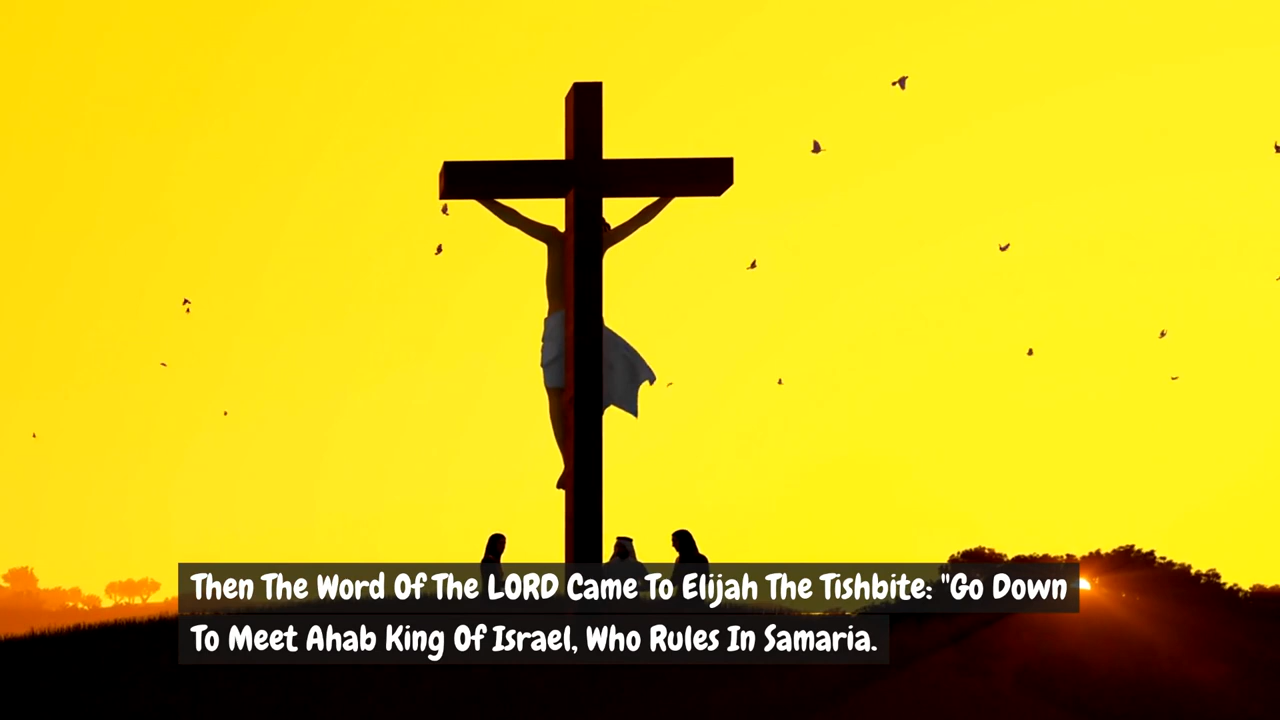 Then The Word Of The LORD Came To Elijah The Tishbite: "Go Down
To Meet Ahab King Of Israel, Who Rules In Samaria.